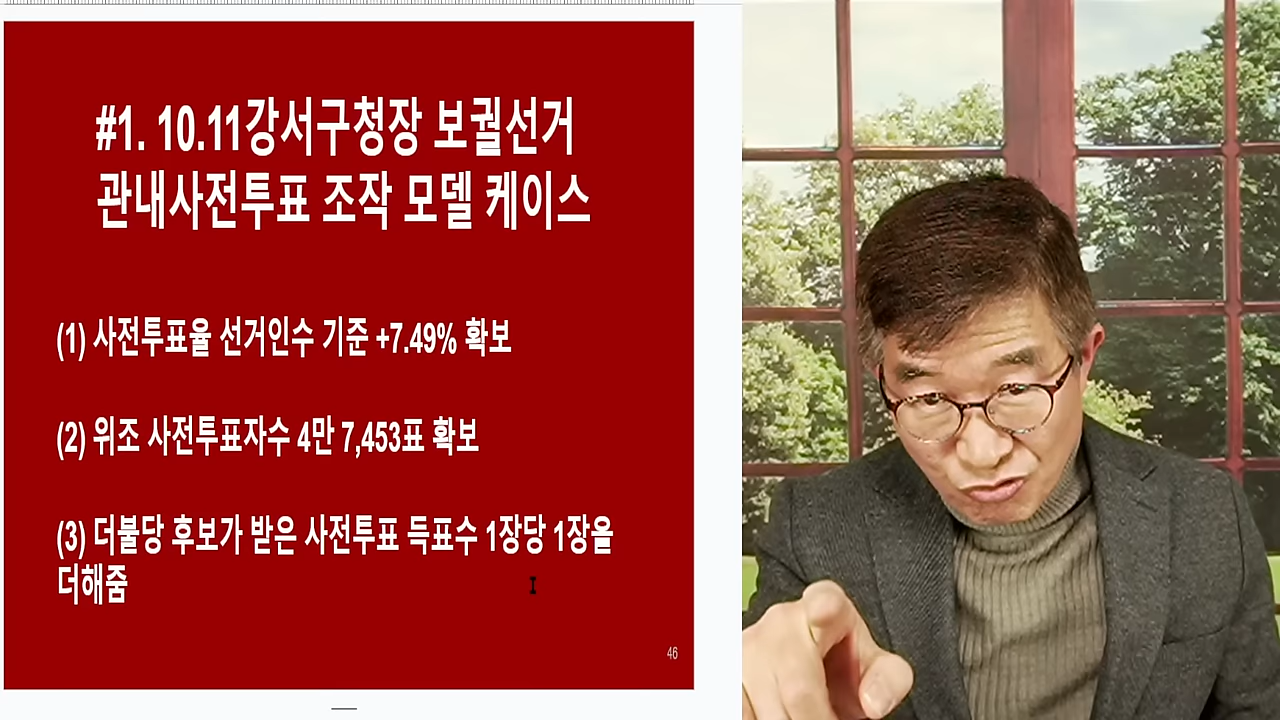 #1. 10.11강서구청장 보궐선거
관내사전투표 조작 모델 케이스
(1) 사전투표율 선거인수 기준 +7.49% 확보
(2) 위조 사전투표자수 4만 7,453표 확보
(3) 더불당 후보가 받은 사전투표 득표수 1장당 1장을
더해줌
46